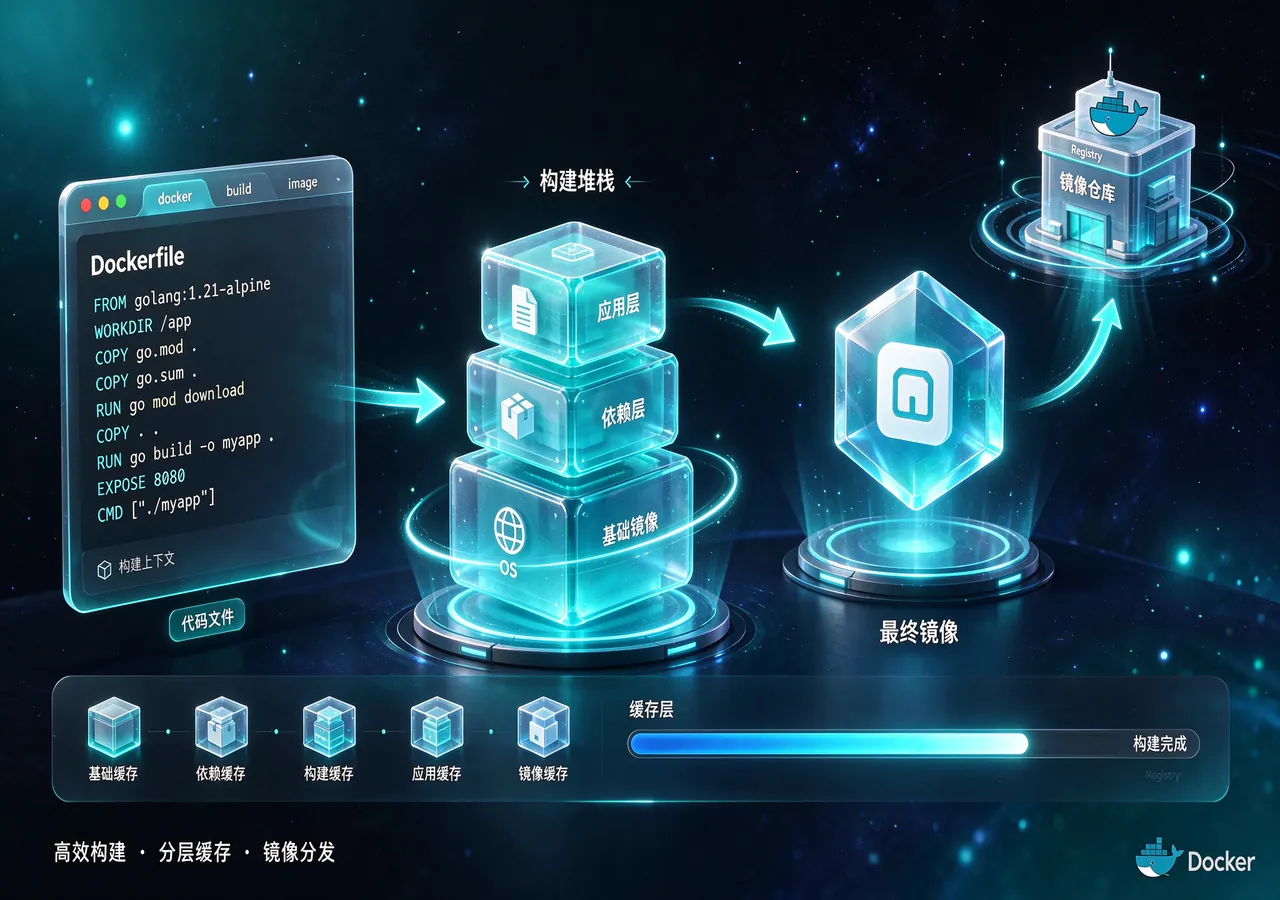 docker
build
image
Dockerfile
FROM golang:1.21-alpine
WORKDIR /app
COPY go.mod .
COPY go.sum .
RUN go mod download
COPY . .
RUN go build -o myapp .
EXPOSE 8080
CMD ["./myapp"]
构建上下文
代码文件
构建堆栈
应用层
依赖层
基础镜像
OS
最终镜像
Registry
镜像仓库
基础缓存
依赖缓存
构建缓存
应用缓存
镜像缓存
缓存层
构建完成
Registry
高效构建 · 分层缓存 · 镜像分发
Docker